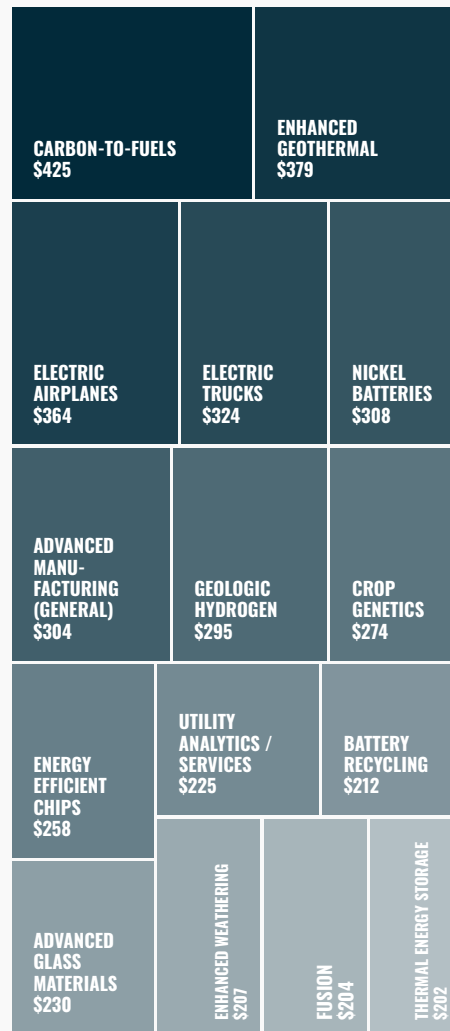 CARBON-TO-FUELS
$425
ENHANCED
GEOTHERMAL
$379
ELECTRIC
AIRPLANES
$364
ELECTRIC
TRUCKS
$324
NICKEL
BATTERIES
$308
ADVANCED
MANU-
FACTURING
(GENERAL)
$304
GEOLOGIC
HYDROGEN
$295
CROP
GENETICS
$274
ENERGY
EFFICIENT
CHIPS
$258
UTILITY
ANALYTICS /
SERVICES
$225
BATTERY
RECYCLING
$212
ADVANCED
GLASS
MATERIALS
$230
ENHANCED WEATHERING
$207
FUSION
$204
THERMAL ENERGY STORAGE
$202